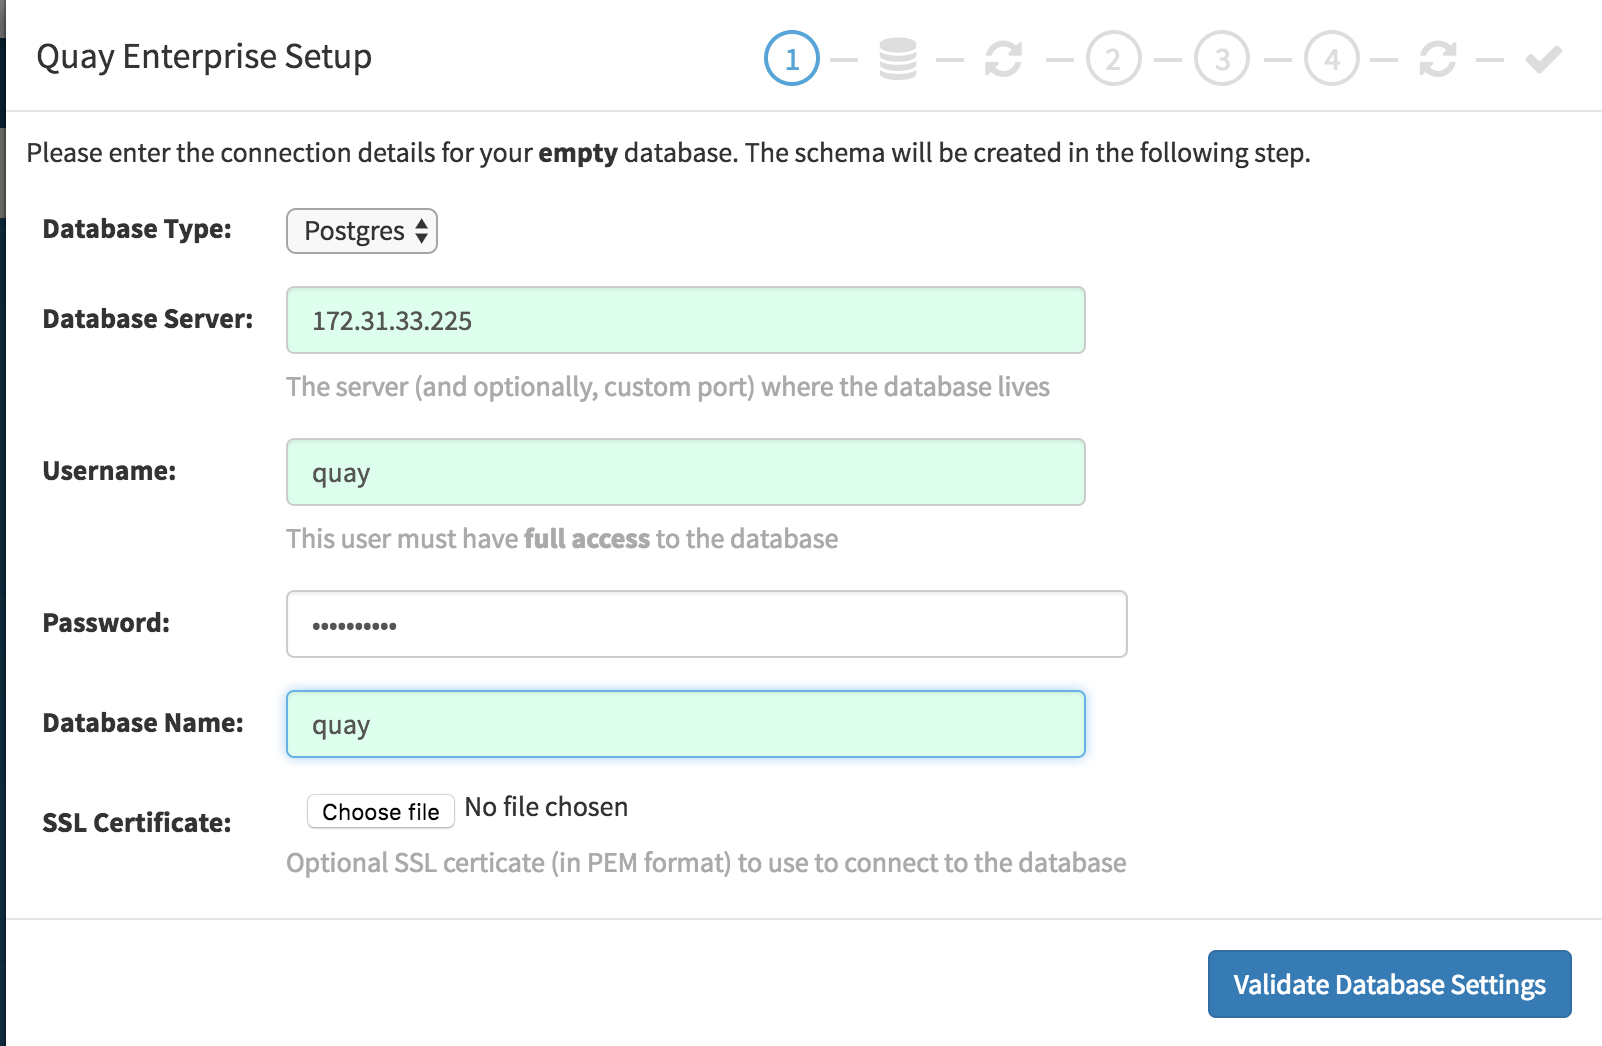 Quay Enterprise Setup
1
2
3
4
Please enter the connection details for your empty database. The schema will be created in the following step.
Database Type:
Postgres
Database Server:
172.31.33.225
The server (and optionally, custom port) where the database lives
Username:
quay
This user must have full access to the database
Password:
••••••••••
Database Name:
quay
SSL Certificate:
Choose file No file chosen
Optional SSL certicate (in PEM format) to use to connect to the database
Validate Database Settings